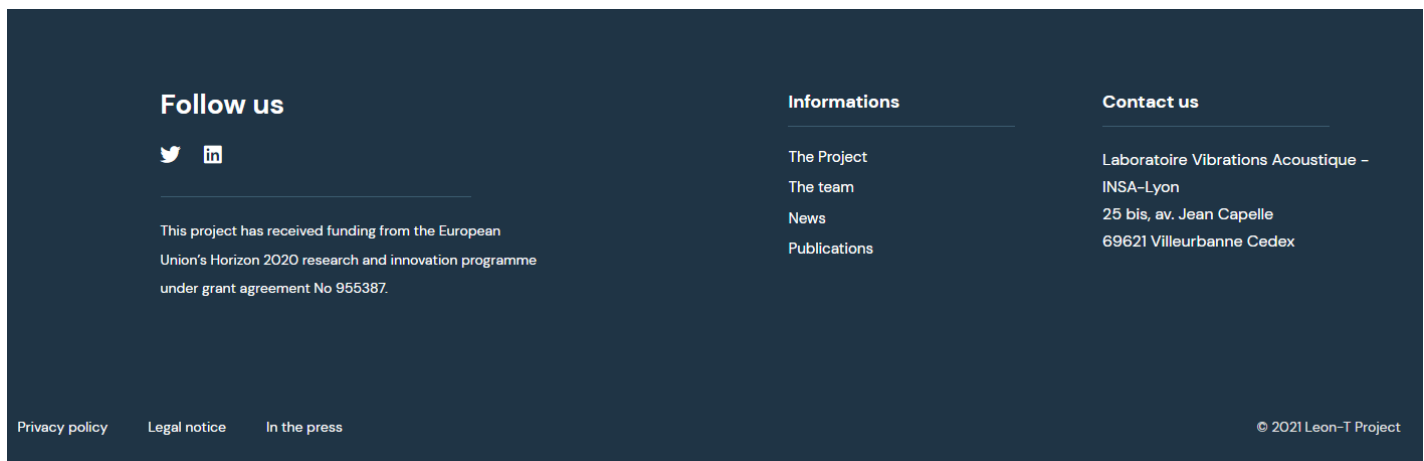 Follow us
This project has received funding from the European
Union's Horizon 2020 research and innovation programme
under grant agreement No 955387.
Informations
The Project
The team
News
Publications
Contact us
Laboratoire Vibrations Acoustique –
INSA-Lyon
25 bis, av. Jean Capelle
69621 Villeurbanne Cedex
Privacy policy
Legal notice
In the press
© 2021 Leon-T Project